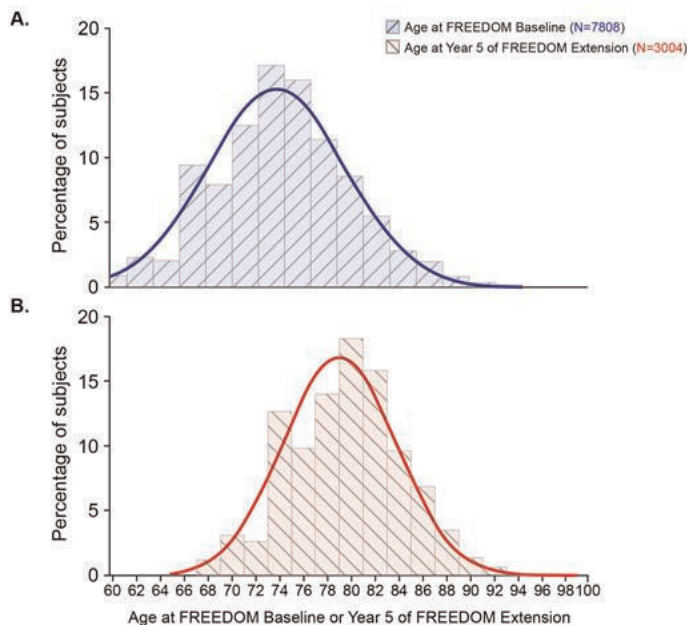 A.
Age at FREEDOM Baseline (N=7808)
Age at Year 5 of FREEDOM Extension (N=3004)
20
15
10
5
0
Percentage of subjects
B.
20
15
10
5
0
Percentage of subjects
60 62 64 66 68 70 72 74 76 78 80 82 84 86 88 90 92 94 96 98 100
Age at FREEDOM Baseline or Year 5 of FREEDOM Extension